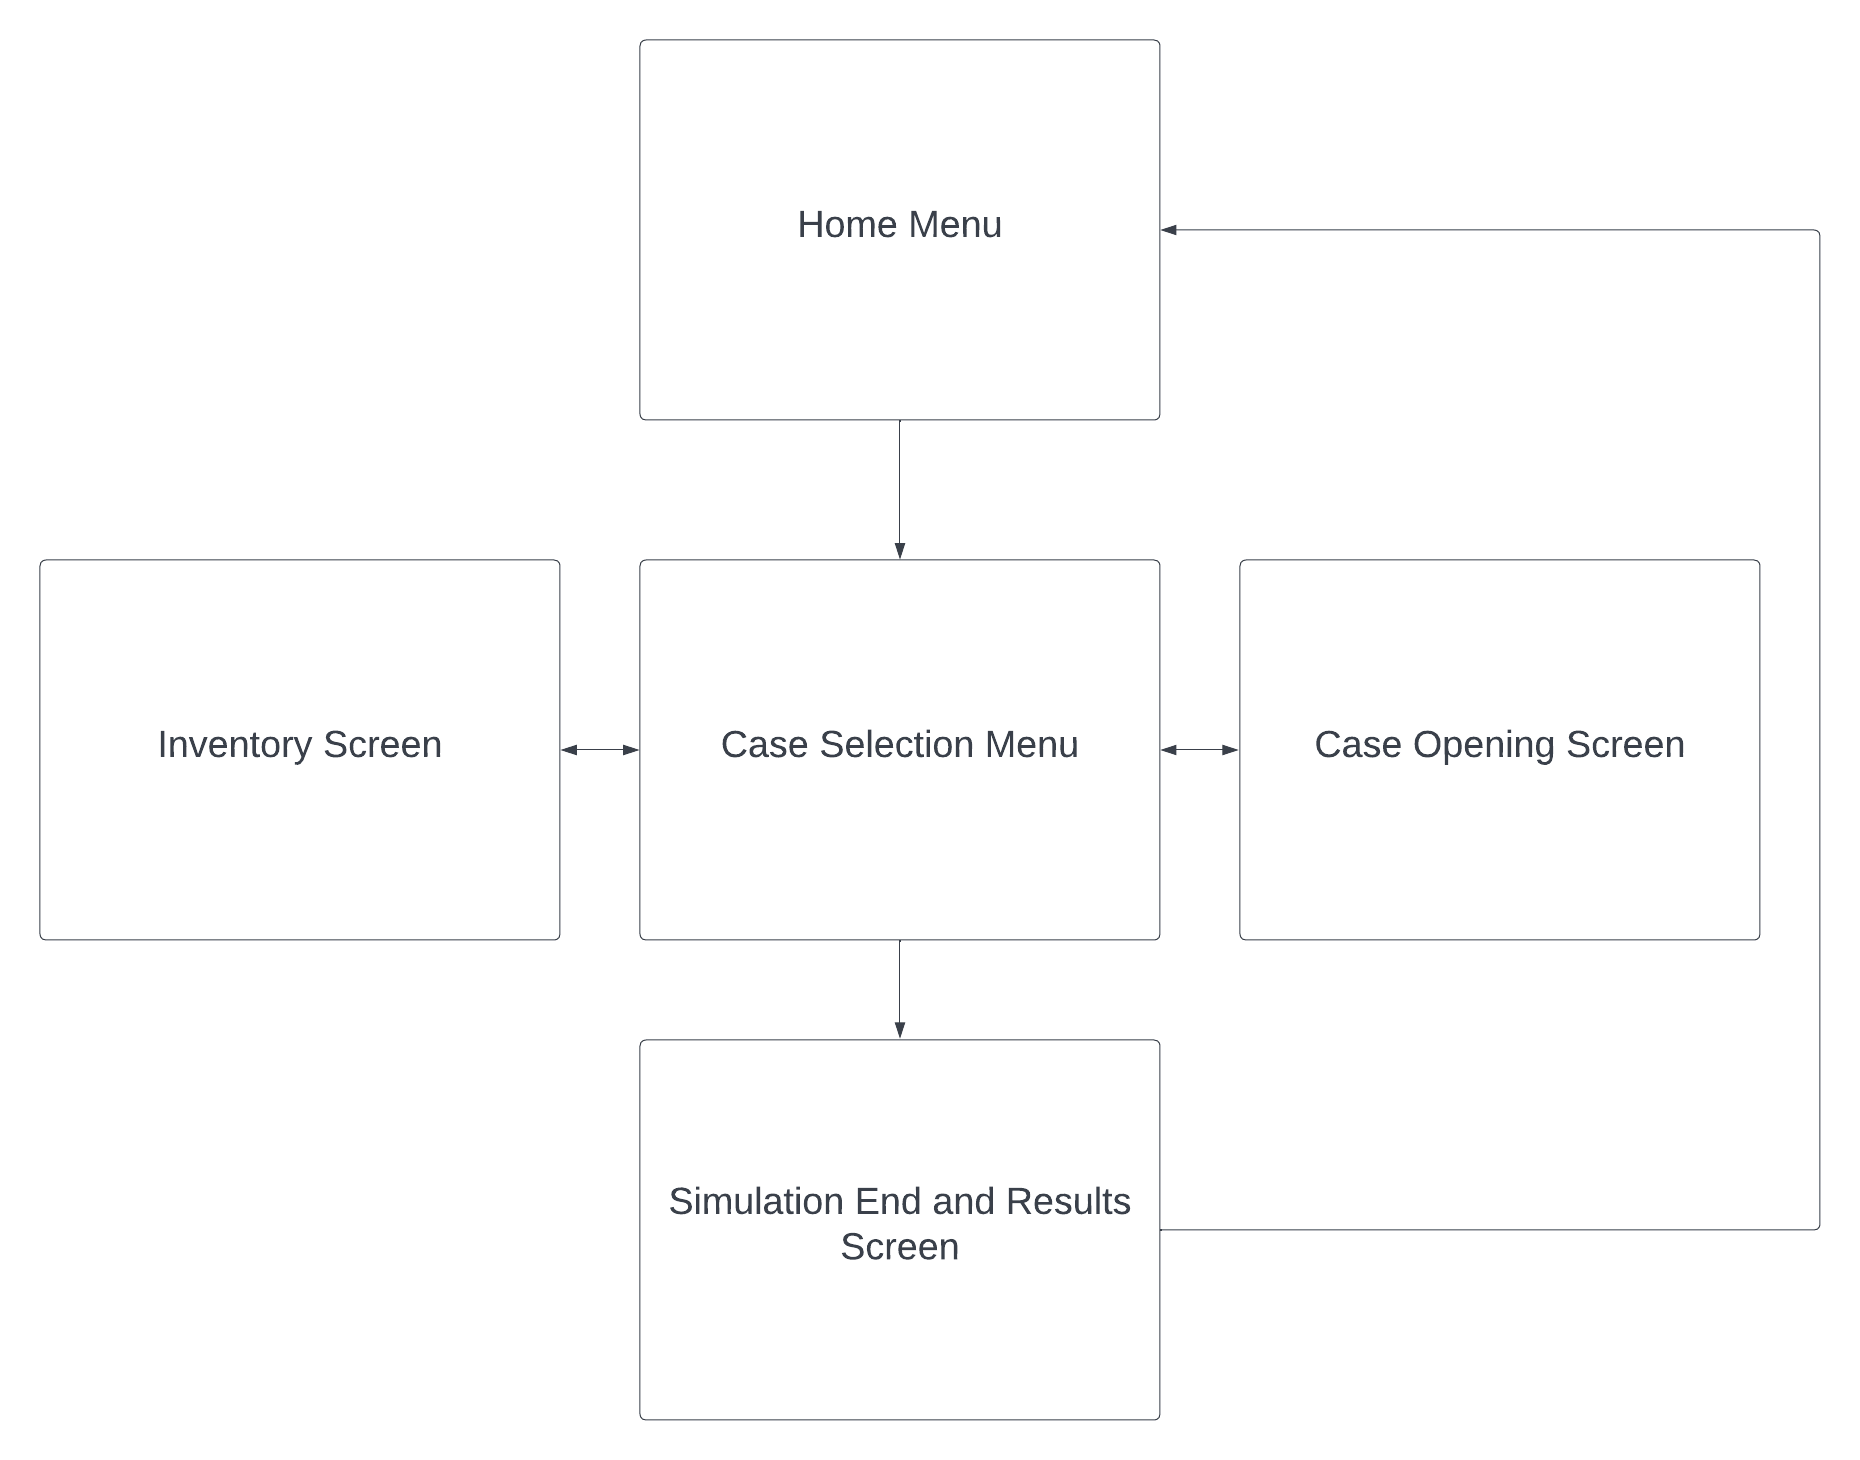 Home Menu
Inventory Screen
Case Selection Menu
Case Opening Screen
Simulation End and Results
Screen